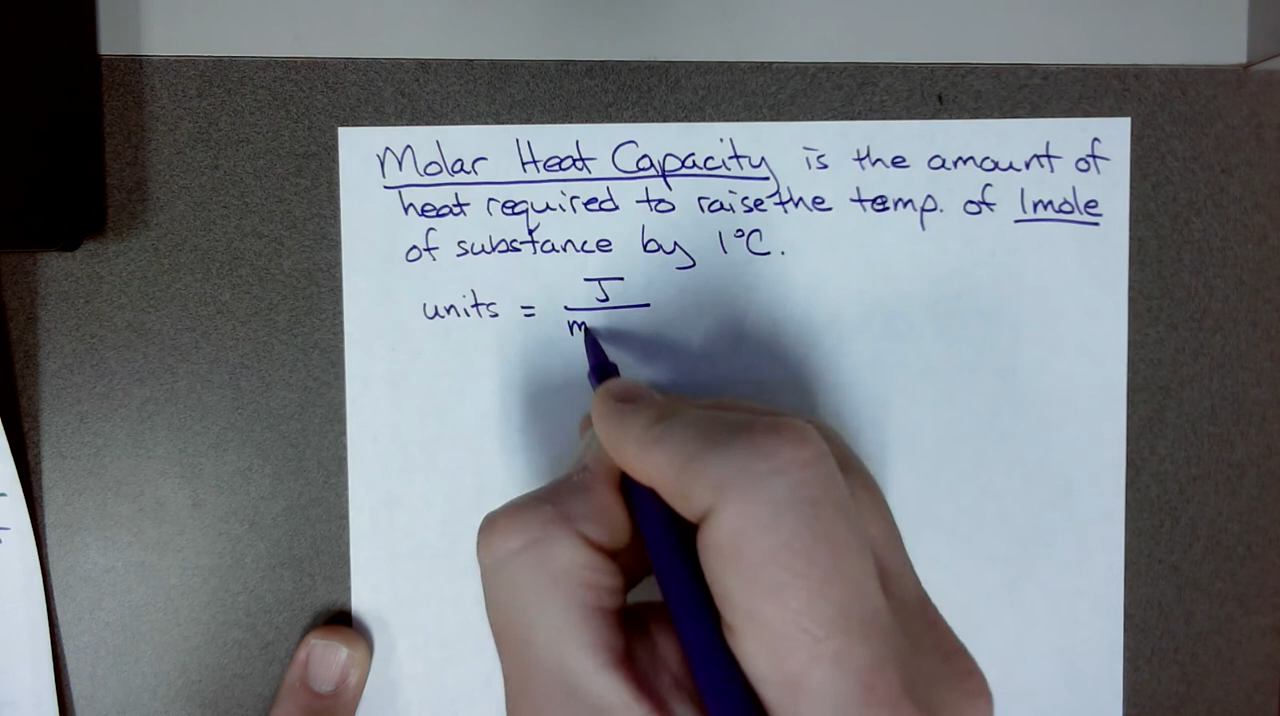 Molar Heat Capacity is the amount of
heat required to raise the temp. of 1mole
of substance by 1°C.
units = J
m